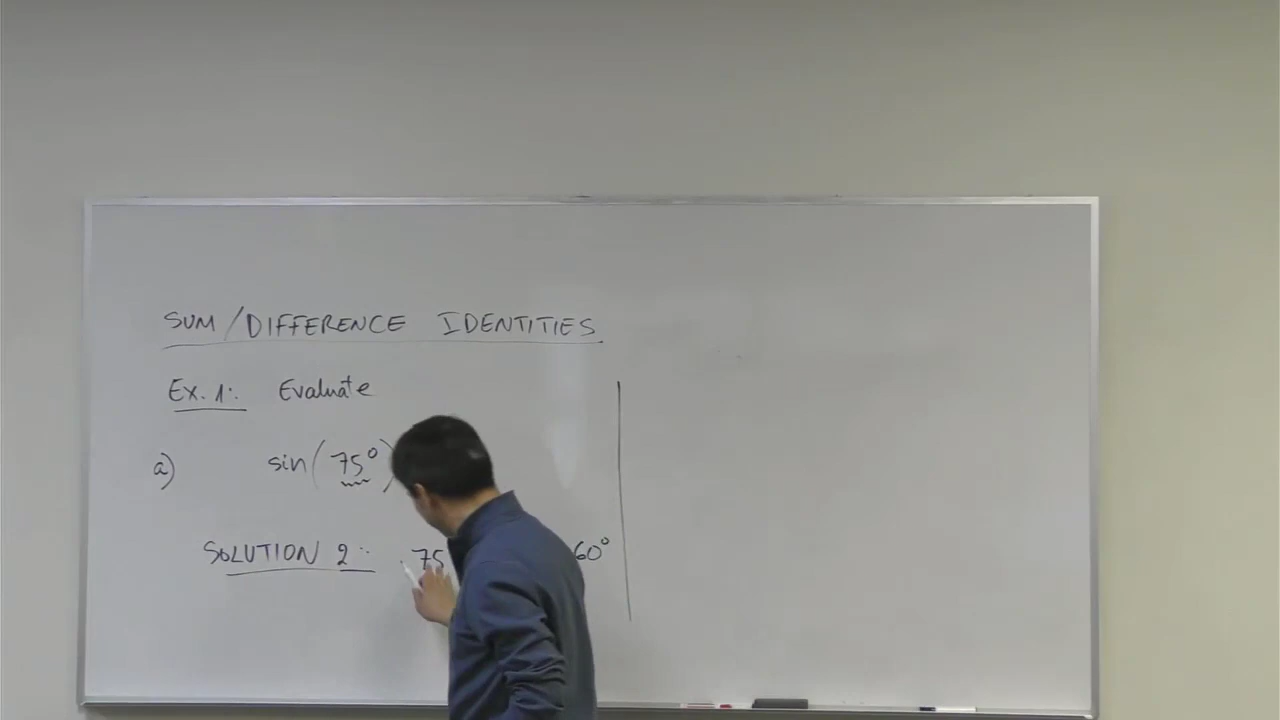 SUM/DIFFERENCE IDENTITIES
Ex. 1: Evaluate
a) sin(75°)
SOLUTION 2: 75 60°